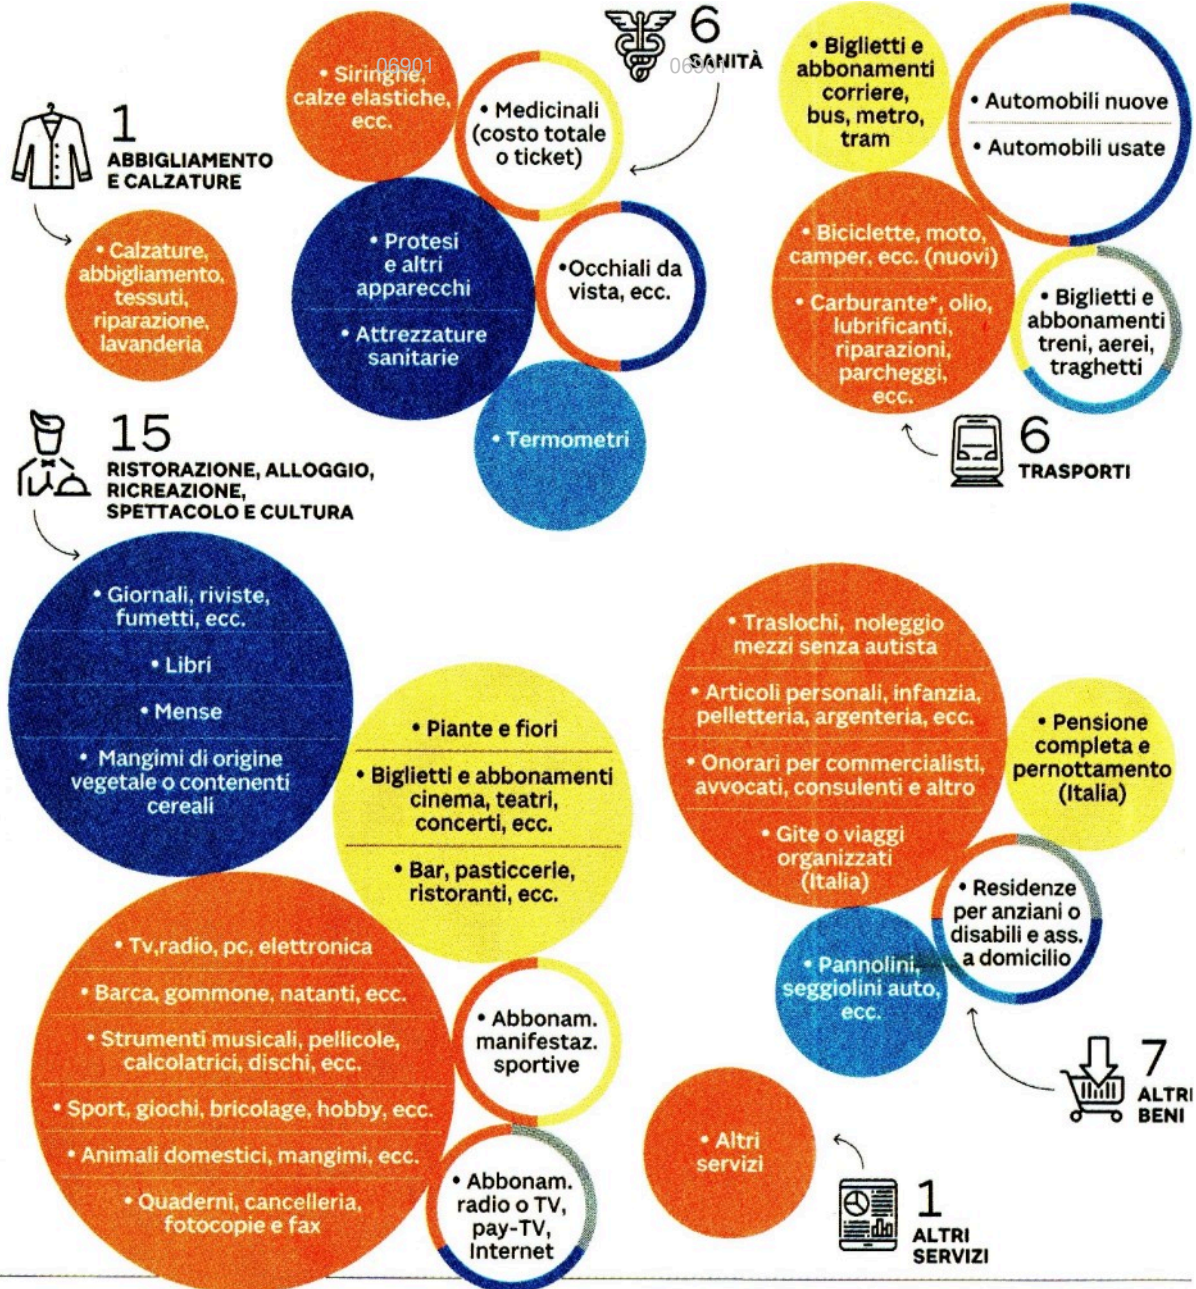 1
ABBIGLIAMENTO
E CALZATURE
• Calzature,
abbigliamento,
tessuti,
riparazione,
lavanderia
6
SANITÀ
06901
06901
• Siringhe,
calze elastiche,
ecc.
• Medicinali
(costo totale
o ticket)
• Protesi
e altri
apparecchi
• Attrezzature
sanitarie
•Occhiali da
vista, ecc.
• Termometri
• Biglietti e
abbonamenti
corriere,
bus, metro,
tram
• Automobili nuove
• Automobili usate
• Biciclette, moto,
camper, ecc. (nuovi)
• Carburante*, olio,
lubrificanti,
riparazioni,
parcheggi,
ecc.
• Biglietti e
abbonamenti
treni, aerei,
traghetti
6
TRASPORTI
15
RISTORAZIONE, ALLOGGIO,
RICREAZIONE,
SPETTACOLO E CULTURA
• Giornali, riviste,
fumetti, ecc.
• Libri
• Mense
• Mangimi di origine
vegetale o contenenti
cereali
• Piante e fiori
• Biglietti e abbonamenti
cinema, teatri,
concerti, ecc.
• Bar, pasticcerie,
ristoranti, ecc.
• Tv,radio, pc, elettronica
• Barca, gommone, natanti, ecc.
• Strumenti musicali, pellicole,
calcolatrici, dischi, ecc.
• Sport, giochi, bricolage, hobby, ecc.
• Animali domestici, mangimi, ecc.
• Quaderni, cancelleria,
fotocopie e fax
• Abbonam.
manifestaz.
sportive
• Abbonam.
radio o TV,
pay-TV,
Internet
• Traslochi, noleggio
mezzi senza autista
• Articoli personali, infanzia,
pelletteria, argenteria, ecc.
• Onorari per commercialisti,
avvocati, consulenti e altro
• Gite o viaggi
organizzati
(Italia)
• Pensione
completa e
pernottamento
(Italia)
• Residenze
per anziani o
disabili e ass.
a domicilio
• Pannolini,
seggiolini auto,
ecc.
7
ALTRI
BENI
• Altri
servizi
1
ALTRI
SERVIZI